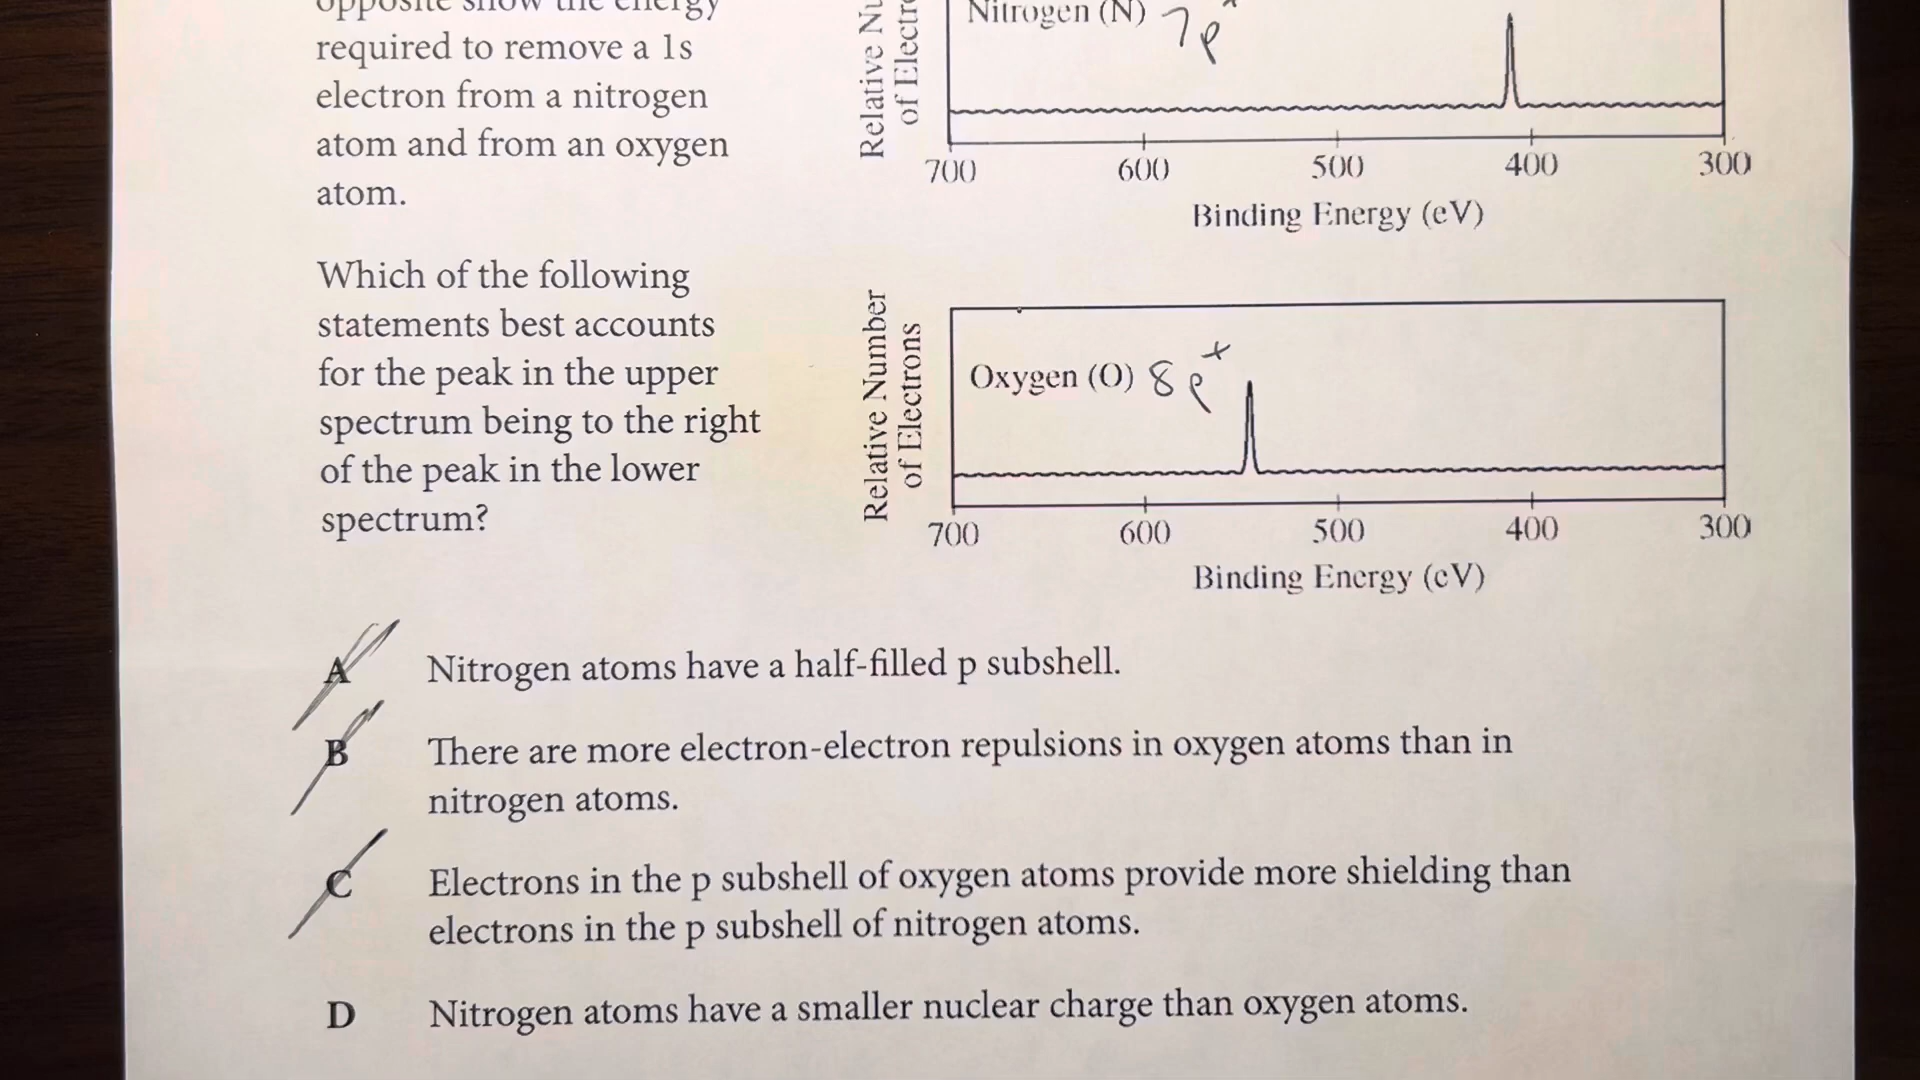 opposite show the energy
required to remove a 1s
electron from a nitrogen
atom and from an oxygen
atom.
Which of the following
statements best accounts
for the peak in the upper
spectrum being to the right
of the peak in the lower
spectrum?
Relative Nu
of Electro
Nitrogen (N) 7p+
700 600 500 400 300
Binding Energy (eV)
Relative Number
of Electrons
Oxygen (O) 8p+
700 600 500 400 300
Binding Energy (eV)
A Nitrogen atoms have a half-filled p subshell.
B There are more electron-electron repulsions in oxygen atoms than in
nitrogen atoms.
C Electrons in the p subshell of oxygen atoms provide more shielding than
electrons in the p subshell of nitrogen atoms.
D Nitrogen atoms have a smaller nuclear charge than oxygen atoms.